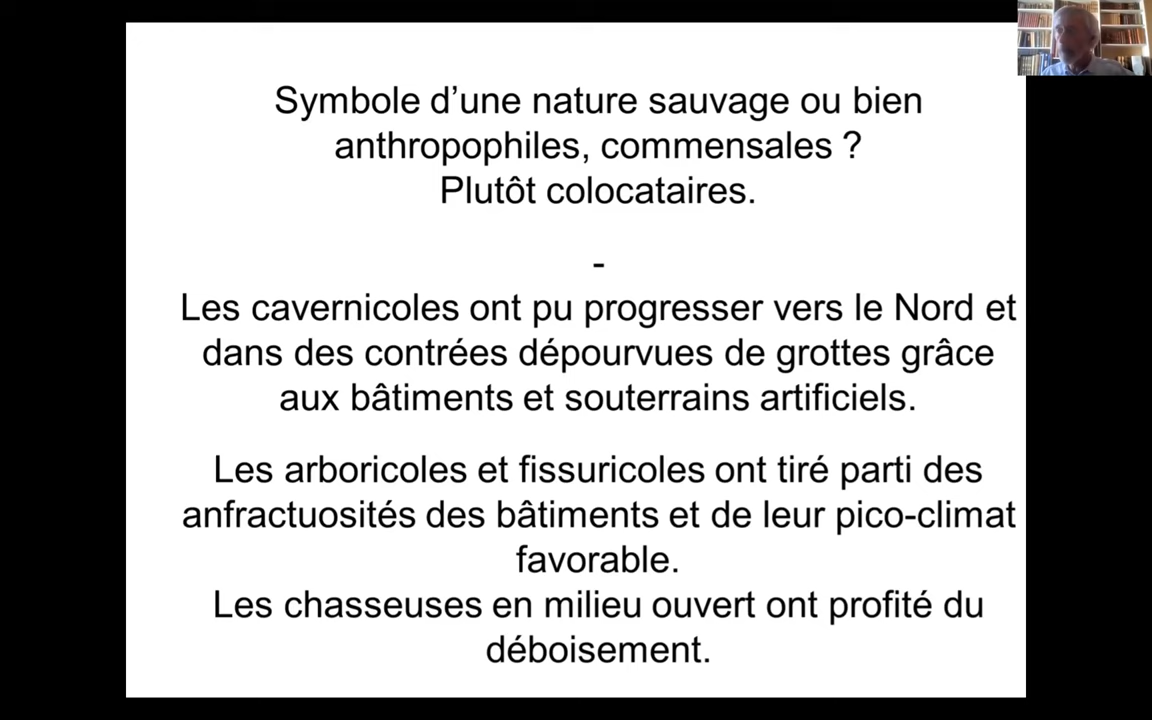 Symbole d’une nature sauvage ou bien
anthropophiles, commensales ?
Plutôt colocataires.
-
Les cavernicoles ont pu progresser vers le Nord et
dans des contrées dépourvues de grottes grâce
aux bâtiments et souterrains artificiels.
Les arboricoles et fissuricoles ont tiré parti des
anfractuosités des bâtiments et de leur pico-climat
favorable.
Les chasseuses en milieu ouvert ont profité du
déboisement.